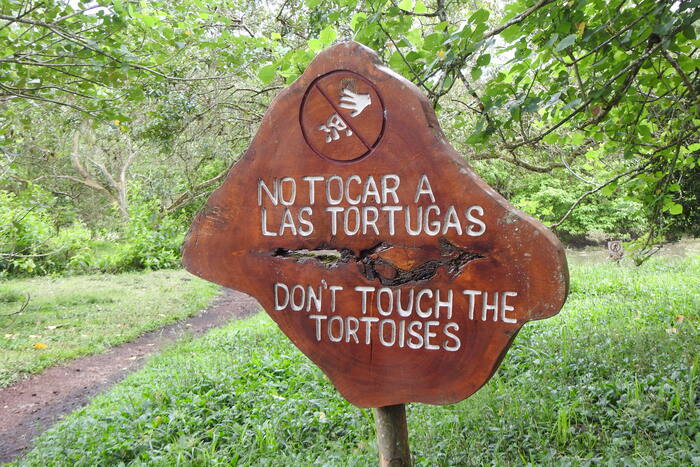 NO TOCAR A
LAS TORTUGAS
DON'T TOUCH THE
TORTOISES